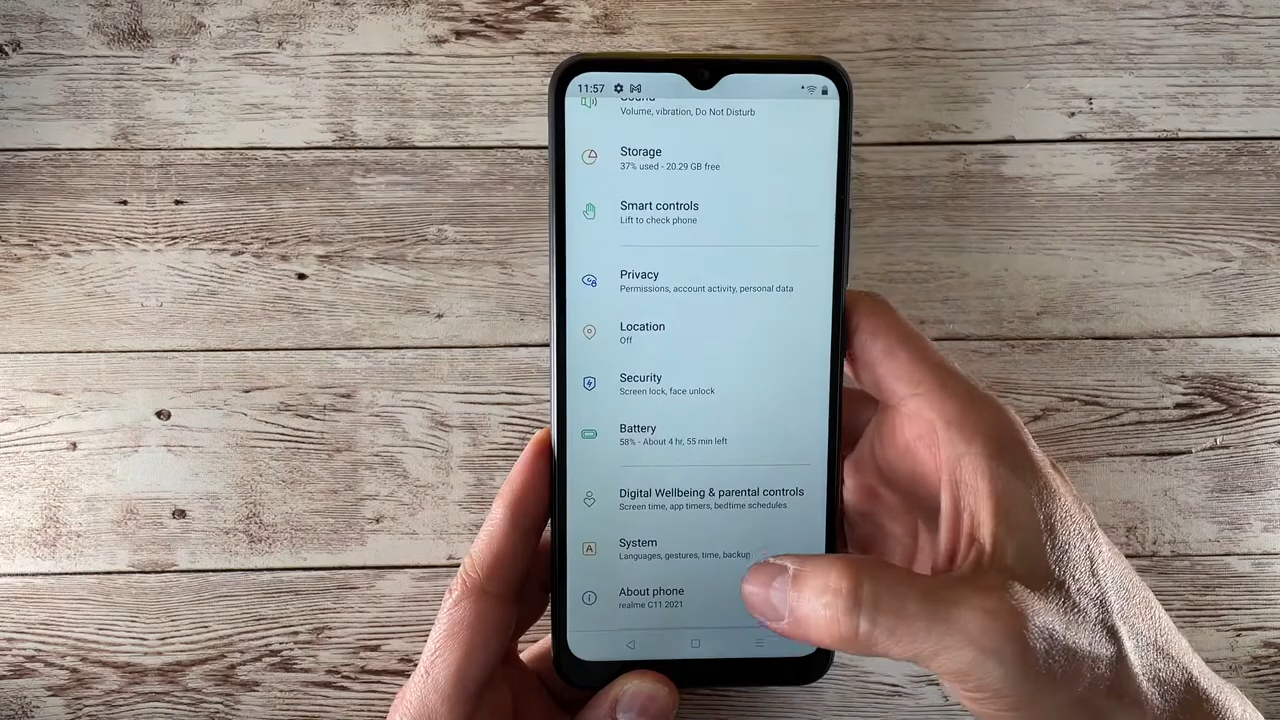 11:57
Sound
Volume, vibration, Do Not Disturb
Storage
37% used - 20.29 GB free
Smart controls
Lift to check phone
Privacy
Permissions, account activity, personal data
Location
Off
Security
Screen lock, face unlock
Battery
58% - About 4 hr, 55 min left
Digital Wellbeing & parental controls
Screen time, app timers, bedtime schedules
A
System
Languages, gestures, time, backup
About phone
realme C11 2021